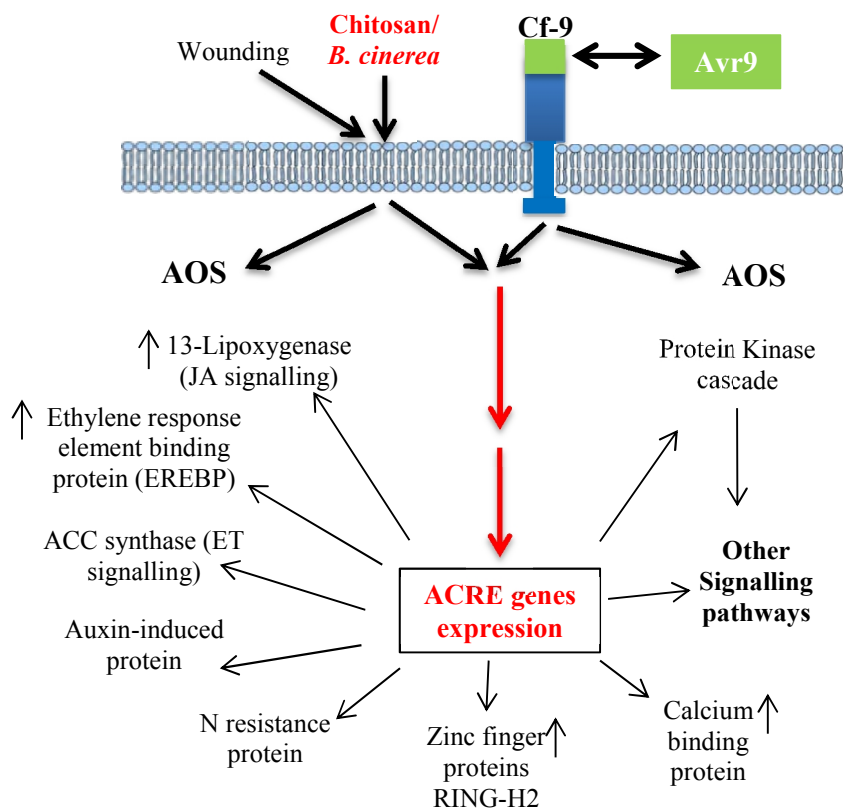 Chitosan/
B. cinerea
Wounding
Cf-9
Avr9
AOS
AOS
13-Lipoxygenase
(JA signalling)
Ethylene response
element binding
protein (EREBP)
ACC synthase (ET
signalling)
Auxin-induced
protein
N resistance
protein
Zinc finger
proteins
RING-H2
Calcium
binding
protein
Protein Kinase
cascade
Other
Signalling
pathways
ACRE genes
expression